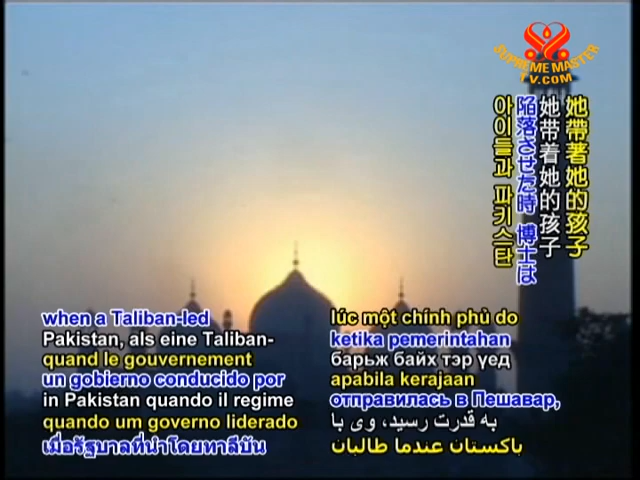 SUPREME MASTER
TV.COM
她帶著她的孩子
她带着她的孩子
陥落させた時 博士は
아이들과 파키스탄
when a Taliban-led
Pakistan, als eine Taliban-
quand le gouvernement
un gobierno conducido por
in Pakistan quando il regime
quando um governo liderado
เมื่อรัฐบาลที่นำโดยทาลีบัน
lúc một chính phủ do
ketika pemerintahan
барьж байх тэр үед
apabila kerajaan
отправилась в Пешавар,
به قدرت رسید، وی با
باكستان عندما طالبان